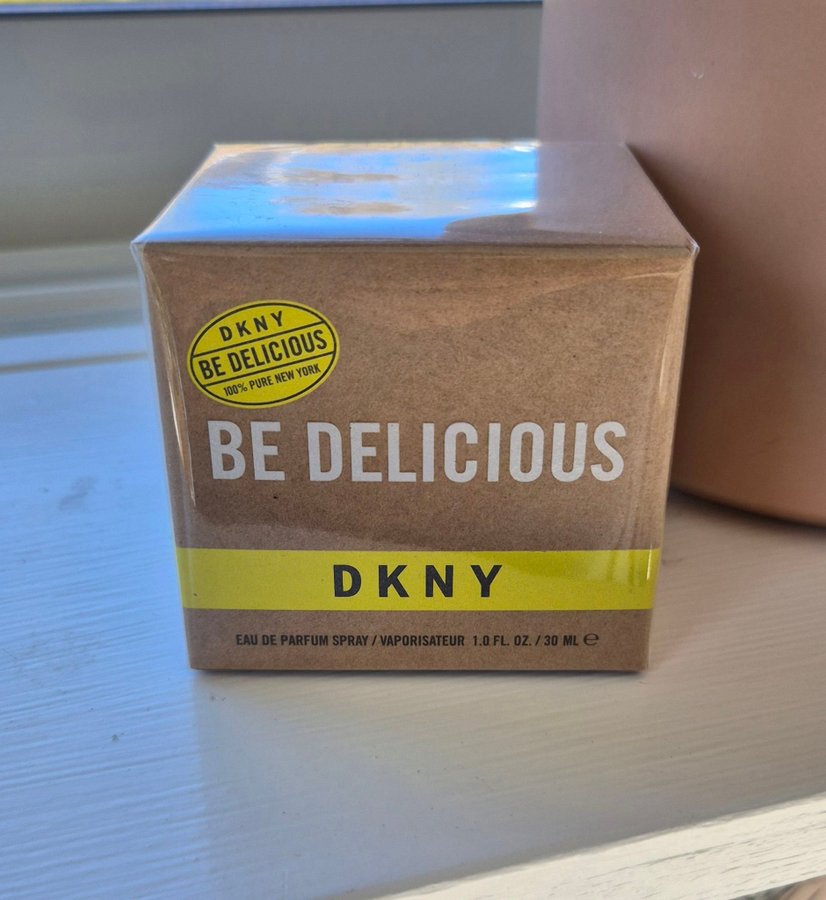 DKNY
BE DELICIOUS
100% PURE NEW YORK
BE DELICIOUS
DKNY
EAU DE PARFUM SPRAY / VAPORISATEUR 1.0 FL. OZ. / 30 ML ℮